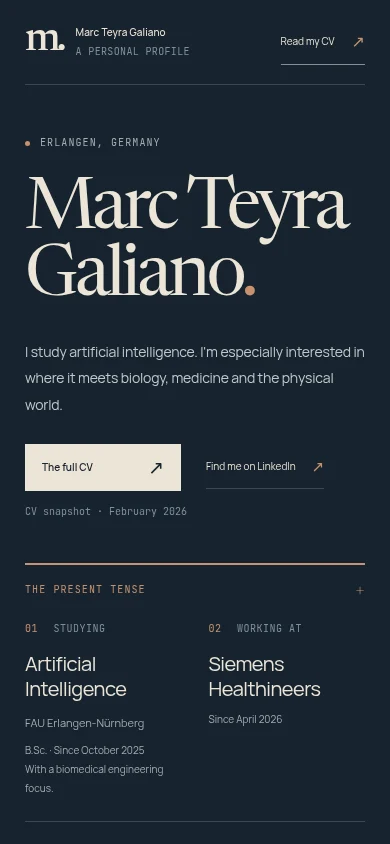 m.
Marc Teyra Galiano
A PERSONAL PROFILE
Read my CV ↗
ERLANGEN, GERMANY
Marc Teyra
Galiano.
I study artificial intelligence. I'm especially interested in
where it meets biology, medicine and the physical
world.
The full CV ↗
Find me on LinkedIn ↗
CV snapshot · February 2026
THE PRESENT TENSE +
01 STUDYING
Artificial
Intelligence
FAU Erlangen-Nürnberg
B.Sc. · Since October 2025
With a biomedical engineering
focus.
02 WORKING AT
Siemens
Healthineers
Since April 2026